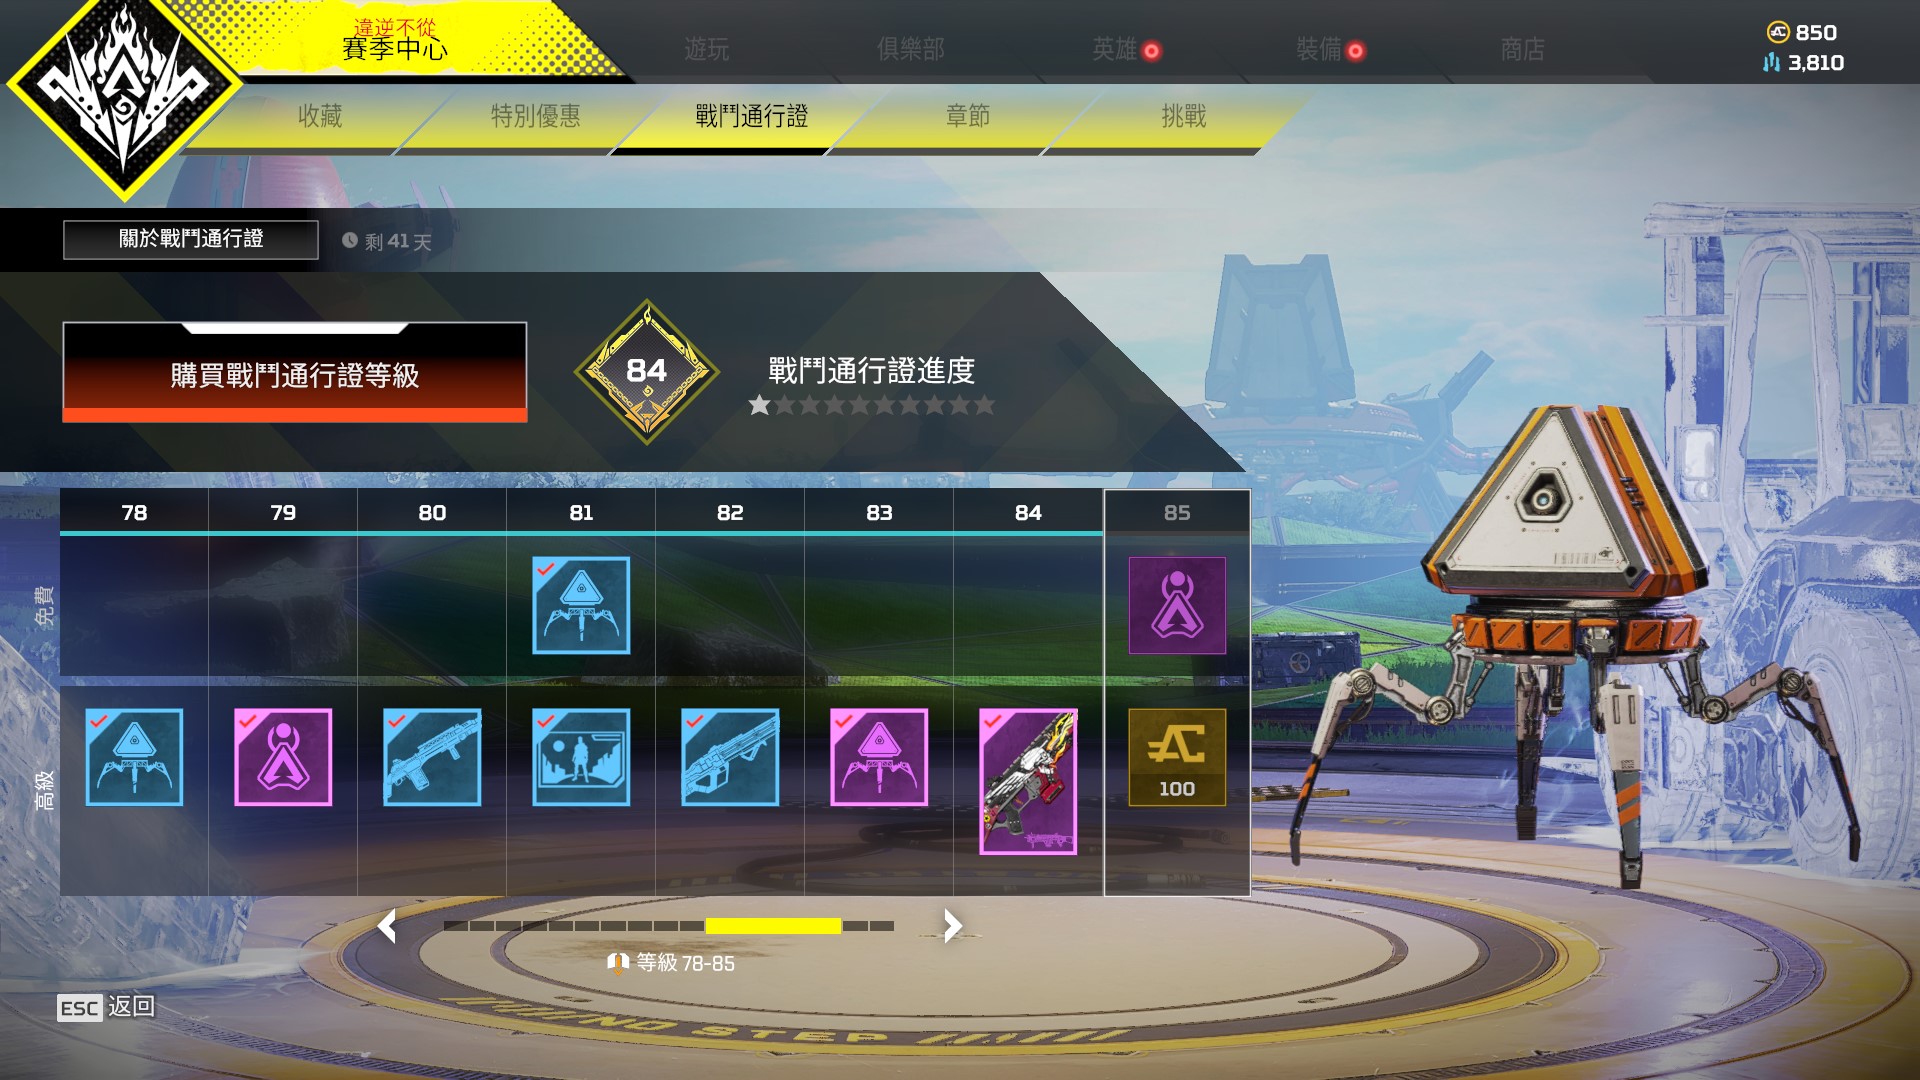 違逆不從
賽季中心
遊玩
俱樂部
英雄
裝備
商店
850
3,810
收藏
特別優惠
戰鬥通行證
章節
挑戰
關於戰鬥通行證
剩 41 天
購買戰鬥通行證等級
84
戰鬥通行證進度
78
79
80
81
82
83
84
85
免費
高級
100
等級 78-85
ESC 返回
NO STEP